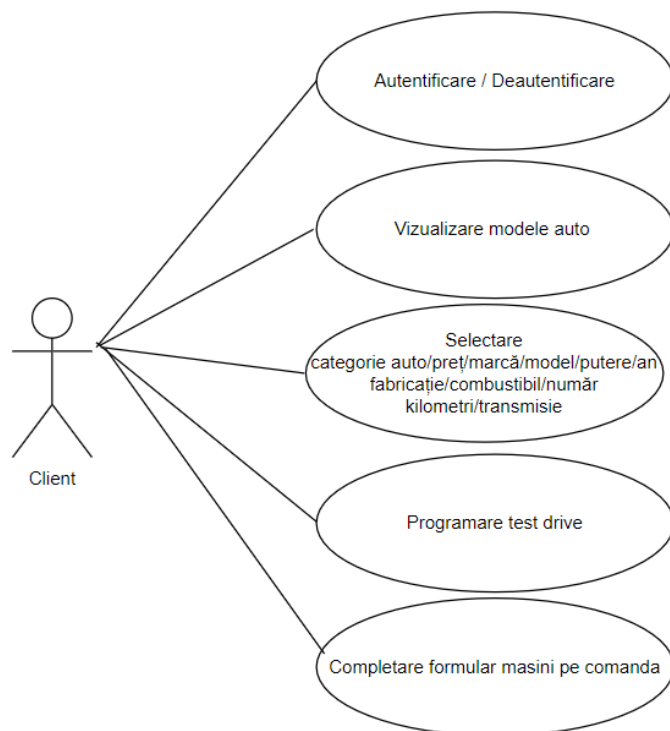 Autentificare / Deautentificare
Vizualizare modele auto
Selectare
categorie auto/preț/marcă/model/putere/an
fabricație/combustibil/număr
kilometri/transmisie
Client
Programare test drive
Completare formular masini pe comanda